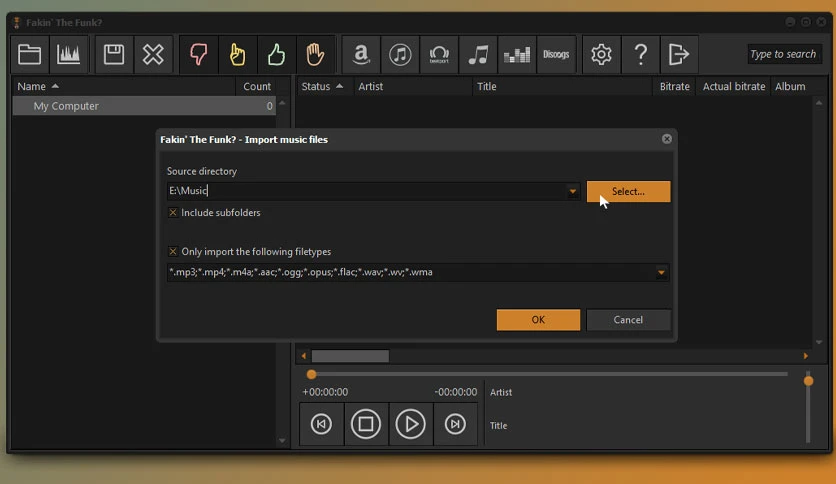 Fakin' The Funk?
a beatport Discogs ? Type to search
Name Count Status Artist Title Bitrate Actual bitrate Album
My Computer 0
Fakin' The Funk? - Import music files
Source directory
E:\Music Select...
Include subfolders
Only import the following filetypes
*.mp3;*.mp4;*.m4a;*.aac;*.ogg;*.opus;*.flac;*.wav;*.wv;*.wma
OK Cancel
+00:00:00 -00:00:00 Artist
Title